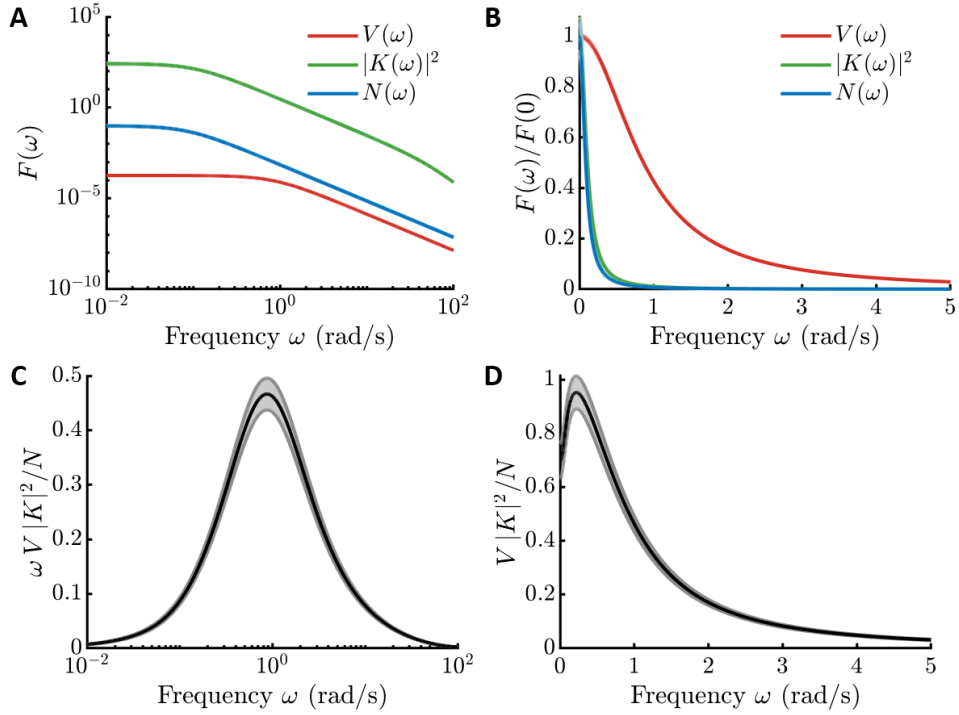 A
10^5
10^0
10^{-5}
10^{-10}
F(ω)
V(ω)
|K(ω)|^2
N(ω)
10^{-2}
10^0
10^2
Frequency ω (rad/s)
B
1
0.8
0.6
0.4
0.2
0
F(ω)/F(0)
V(ω)
|K(ω)|^2
N(ω)
0
1
2
3
4
5
Frequency ω (rad/s)
C
0.5
0.4
0.3
0.2
0.1
0
ωV|K|^2/N
10^{-2}
10^0
10^2
Frequency ω (rad/s)
D
1
0.8
0.6
0.4
0.2
0
V|K|^2/N
0
1
2
3
4
5
Frequency ω (rad/s)